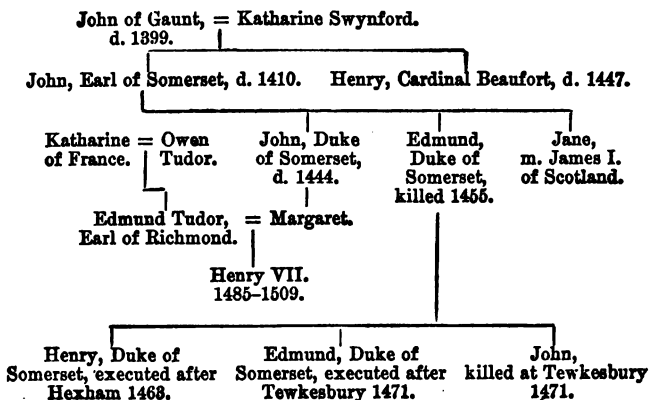 John of Gaunt, = Katharine Swynford.
d. 1399.
John, Earl of Somerset, d. 1410. Henry, Cardinal Beaufort, d. 1447.
Katharine = Owen John, Duke Edmund, Jane,
of France. Tudor. of Somerset, Duke of m. James I.
d. 1444. Somerset, of Scotland.
killed 1455.
Edmund Tudor, = Margaret.
Earl of Richmond.
Henry VII.
1485–1509.
Henry, Duke of Edmund, Duke of John,
Somerset, executed after Somerset, executed after killed at Tewkesbury
Hexham 1463. Tewkesbury 1471. 1471.